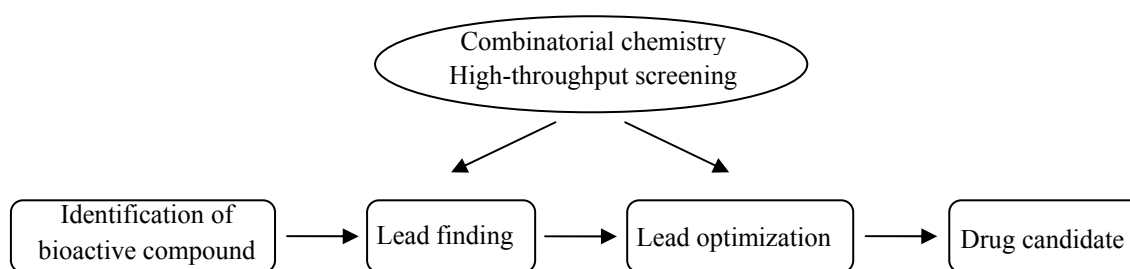 Combinatorial chemistry
High-throughput screening
Identification of
bioactive compound
Lead finding
Lead optimization
Drug candidate